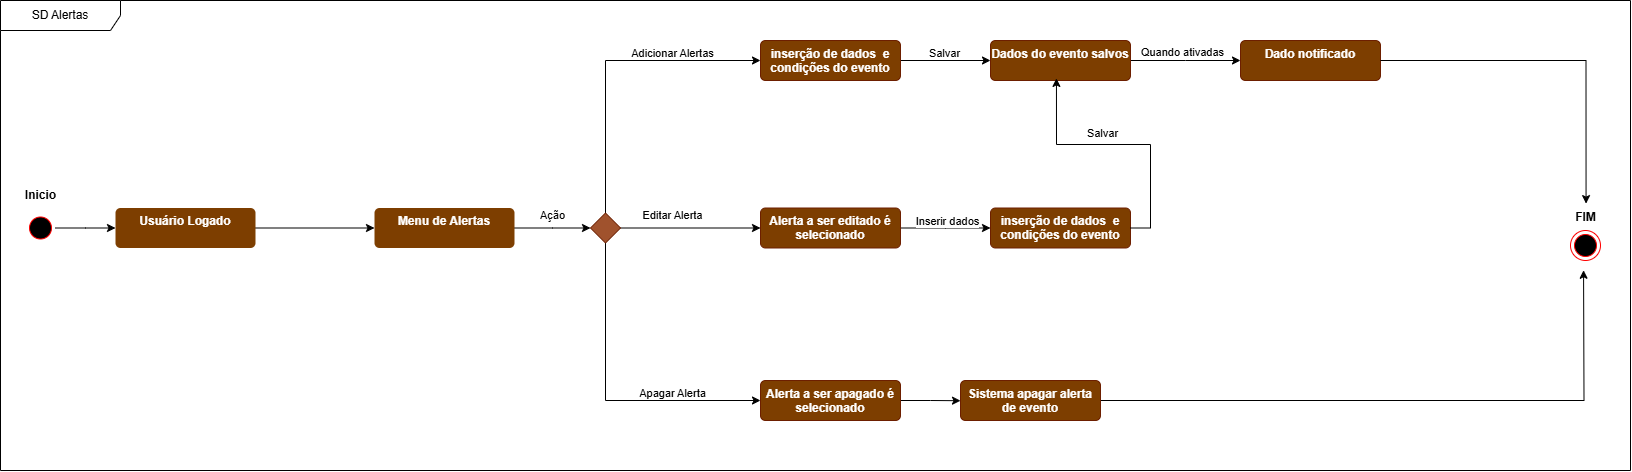 SD Alertas
Adicionar Alertas
inserção de dados e
condições do evento
Salvar
Dados do evento salvos
Quando ativadas
Dado notificado
Salvar
Inicio
Usuário Logado
Menu de Alertas
Ação
Editar Alerta
Alerta a ser editado é
selecionado
Inserir dados
inserção de dados e
condições do evento
FIM
Apagar Alerta
Alerta a ser apagado é
selecionado
Sistema apagar alerta
de evento